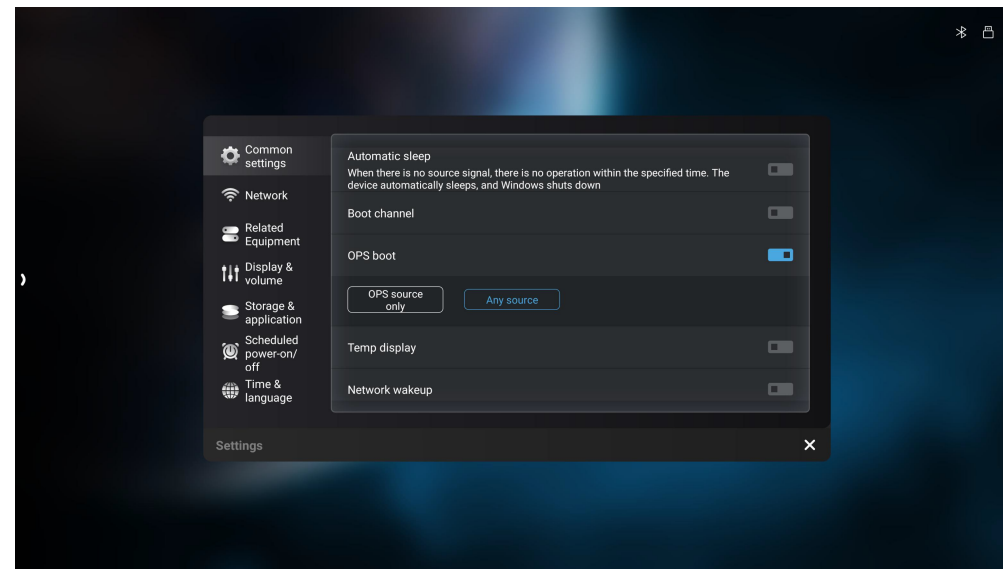 Common
settings
Network
Related
Equipment
Display &
volume
Storage &
application
Scheduled
power-on/
off
Time &
language
Automatic sleep
When there is no source signal, there is no operation within the specified time. The
device automatically sleeps, and Windows shuts down
Boot channel
OPS boot
OPS source
only
Any source
Temp display
Network wakeup
Settings